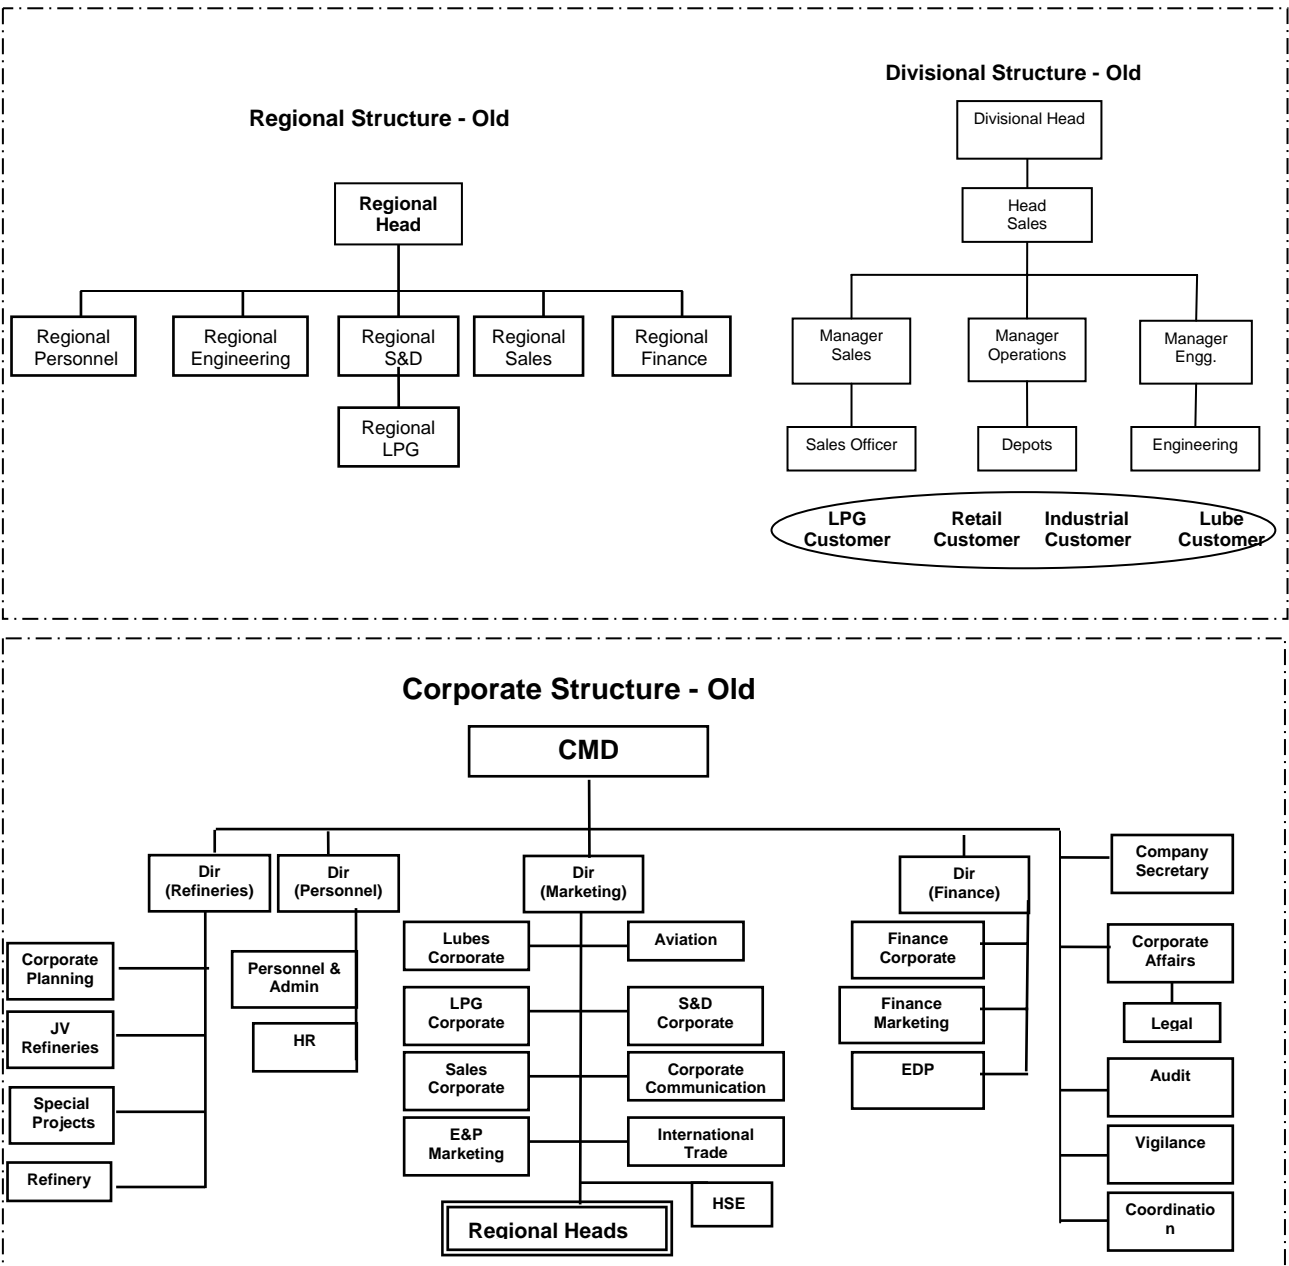 Regional Structure - Old
Regional
Head
Regional
Personnel
Regional
Engineering
Regional
S&D
Regional
Sales
Regional
Finance
Regional
LPG
Divisional Structure - Old
Divisional Head
Head
Sales
Manager
Sales
Manager
Operations
Manager
Engg.
Sales Officer
Depots
Engineering
LPG
Customer
Retail
Customer
Industrial
Customer
Lube
Customer
Corporate Structure - Old
CMD
Dir
(Refineries)
Dir
(Personnel)
Dir
(Marketing)
Dir
(Finance)
Corporate
Planning
JV
Refineries
Special
Projects
Refinery
Personnel &
Admin
HR
Lubes
Corporate
Aviation
LPG
Corporate
S&D
Corporate
Sales
Corporate
Corporate
Communication
E&P
Marketing
International
Trade
HSE
Regional Heads
Finance
Corporate
Finance
Marketing
EDP
Company
Secretary
Corporate
Affairs
Legal
Audit
Vigilance
Coordinatio
n